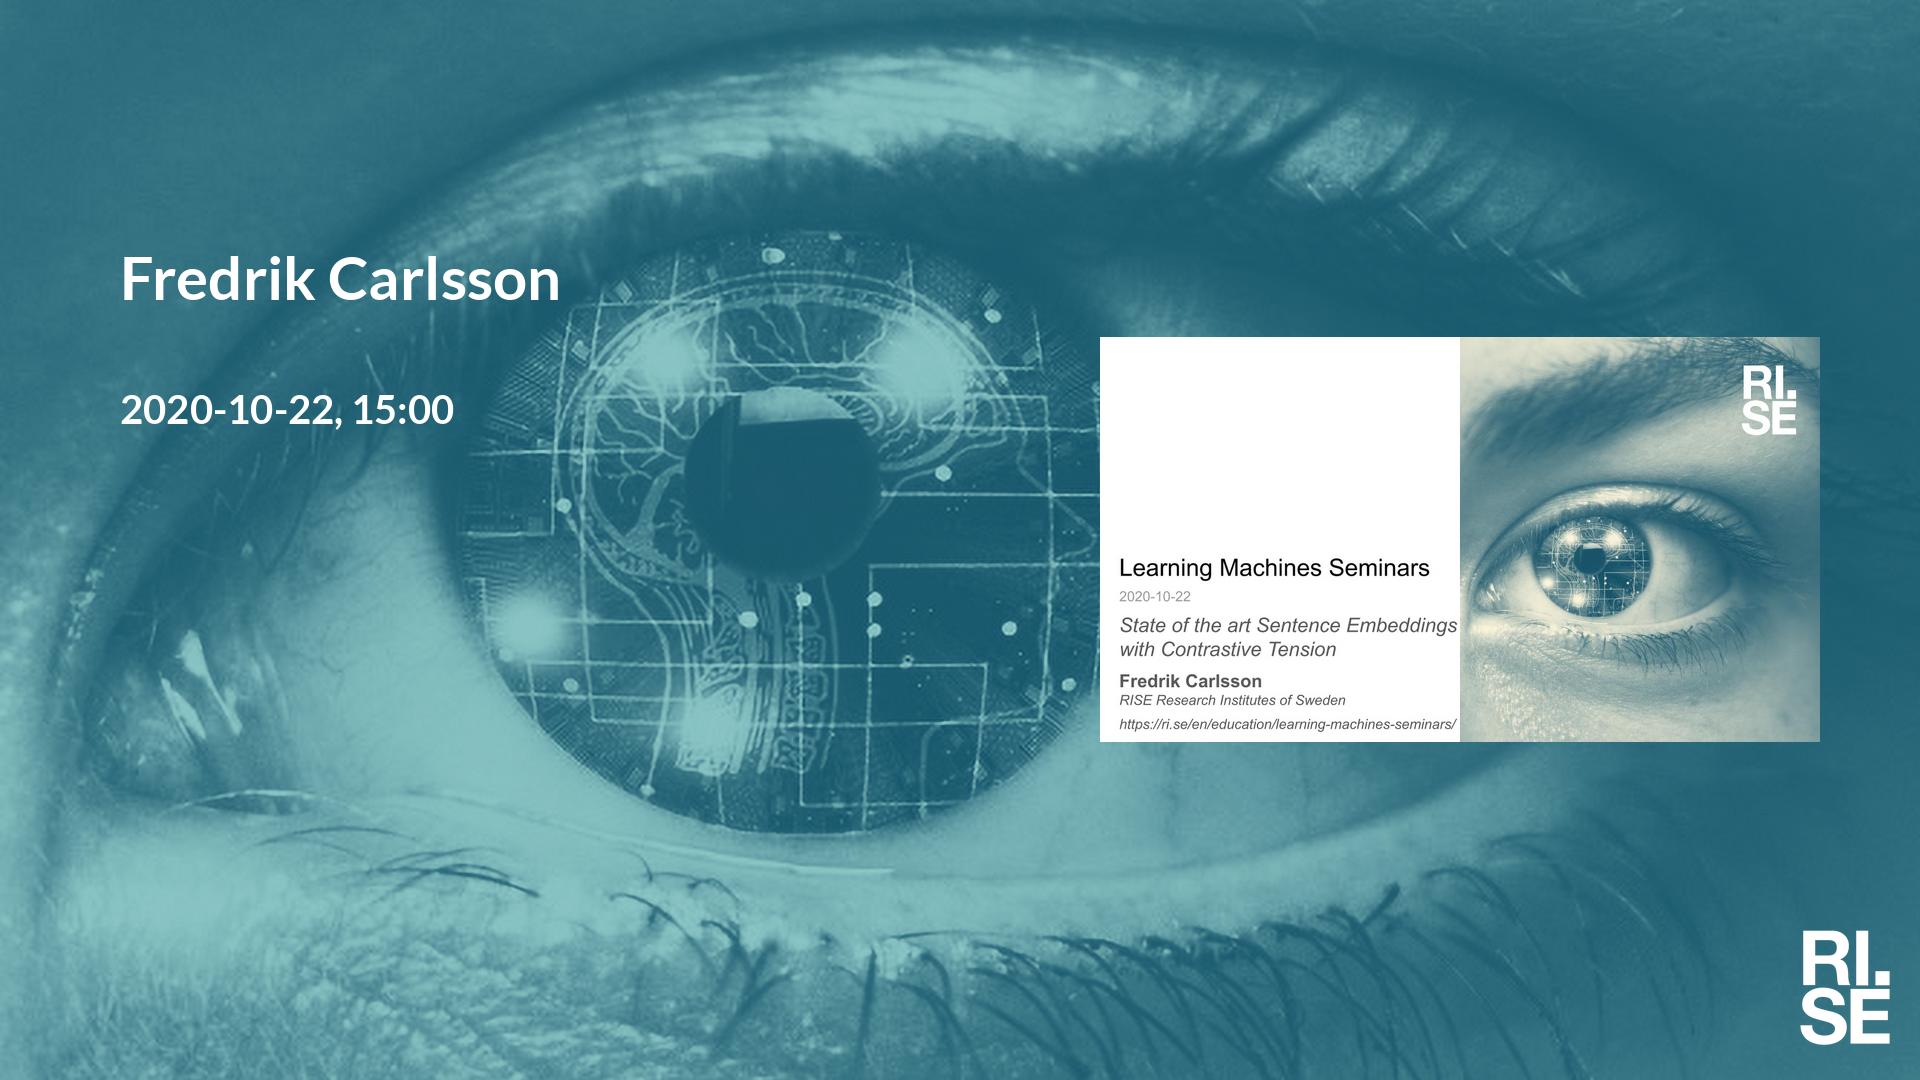 Fredrik Carlsson
2020-10-22, 15:00
RI.
SE
Learning Machines Seminars
2020-10-22
State of the art Sentence Embeddings
with Contrastive Tension
Fredrik Carlsson
RISE Research Institutes of Sweden
https://ri.se/en/education/learning-machines-seminars/
RI.
SE